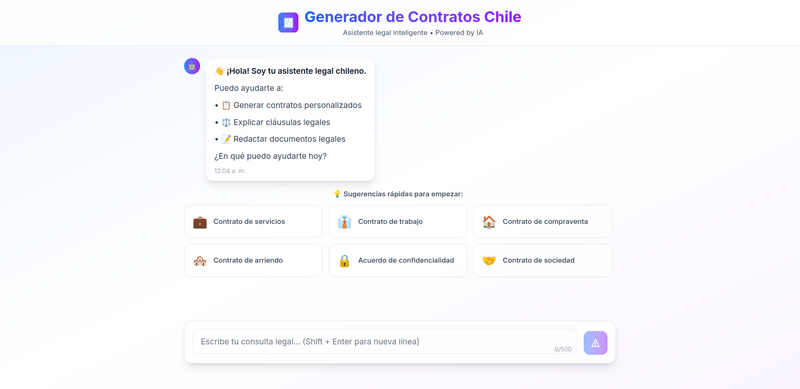 Generador de Contratos Chile
Asistente legal inteligente • Powered by IA
👋 ¡Hola! Soy tu asistente legal chileno.
Puedo ayudarte a:
• 📋 Generar contratos personalizados
• ⚖️ Explicar cláusulas legales
• 📝 Redactar documentos legales
¿En qué puedo ayudarte hoy?
12:04 a. m.
💡 Sugerencias rápidas para empezar:
Contrato de servicios
Contrato de trabajo
Contrato de compraventa
Contrato de arriendo
Acuerdo de confidencialidad
Contrato de sociedad
Escribe tu consulta legal... (Shift + Enter para nueva línea)
0/500